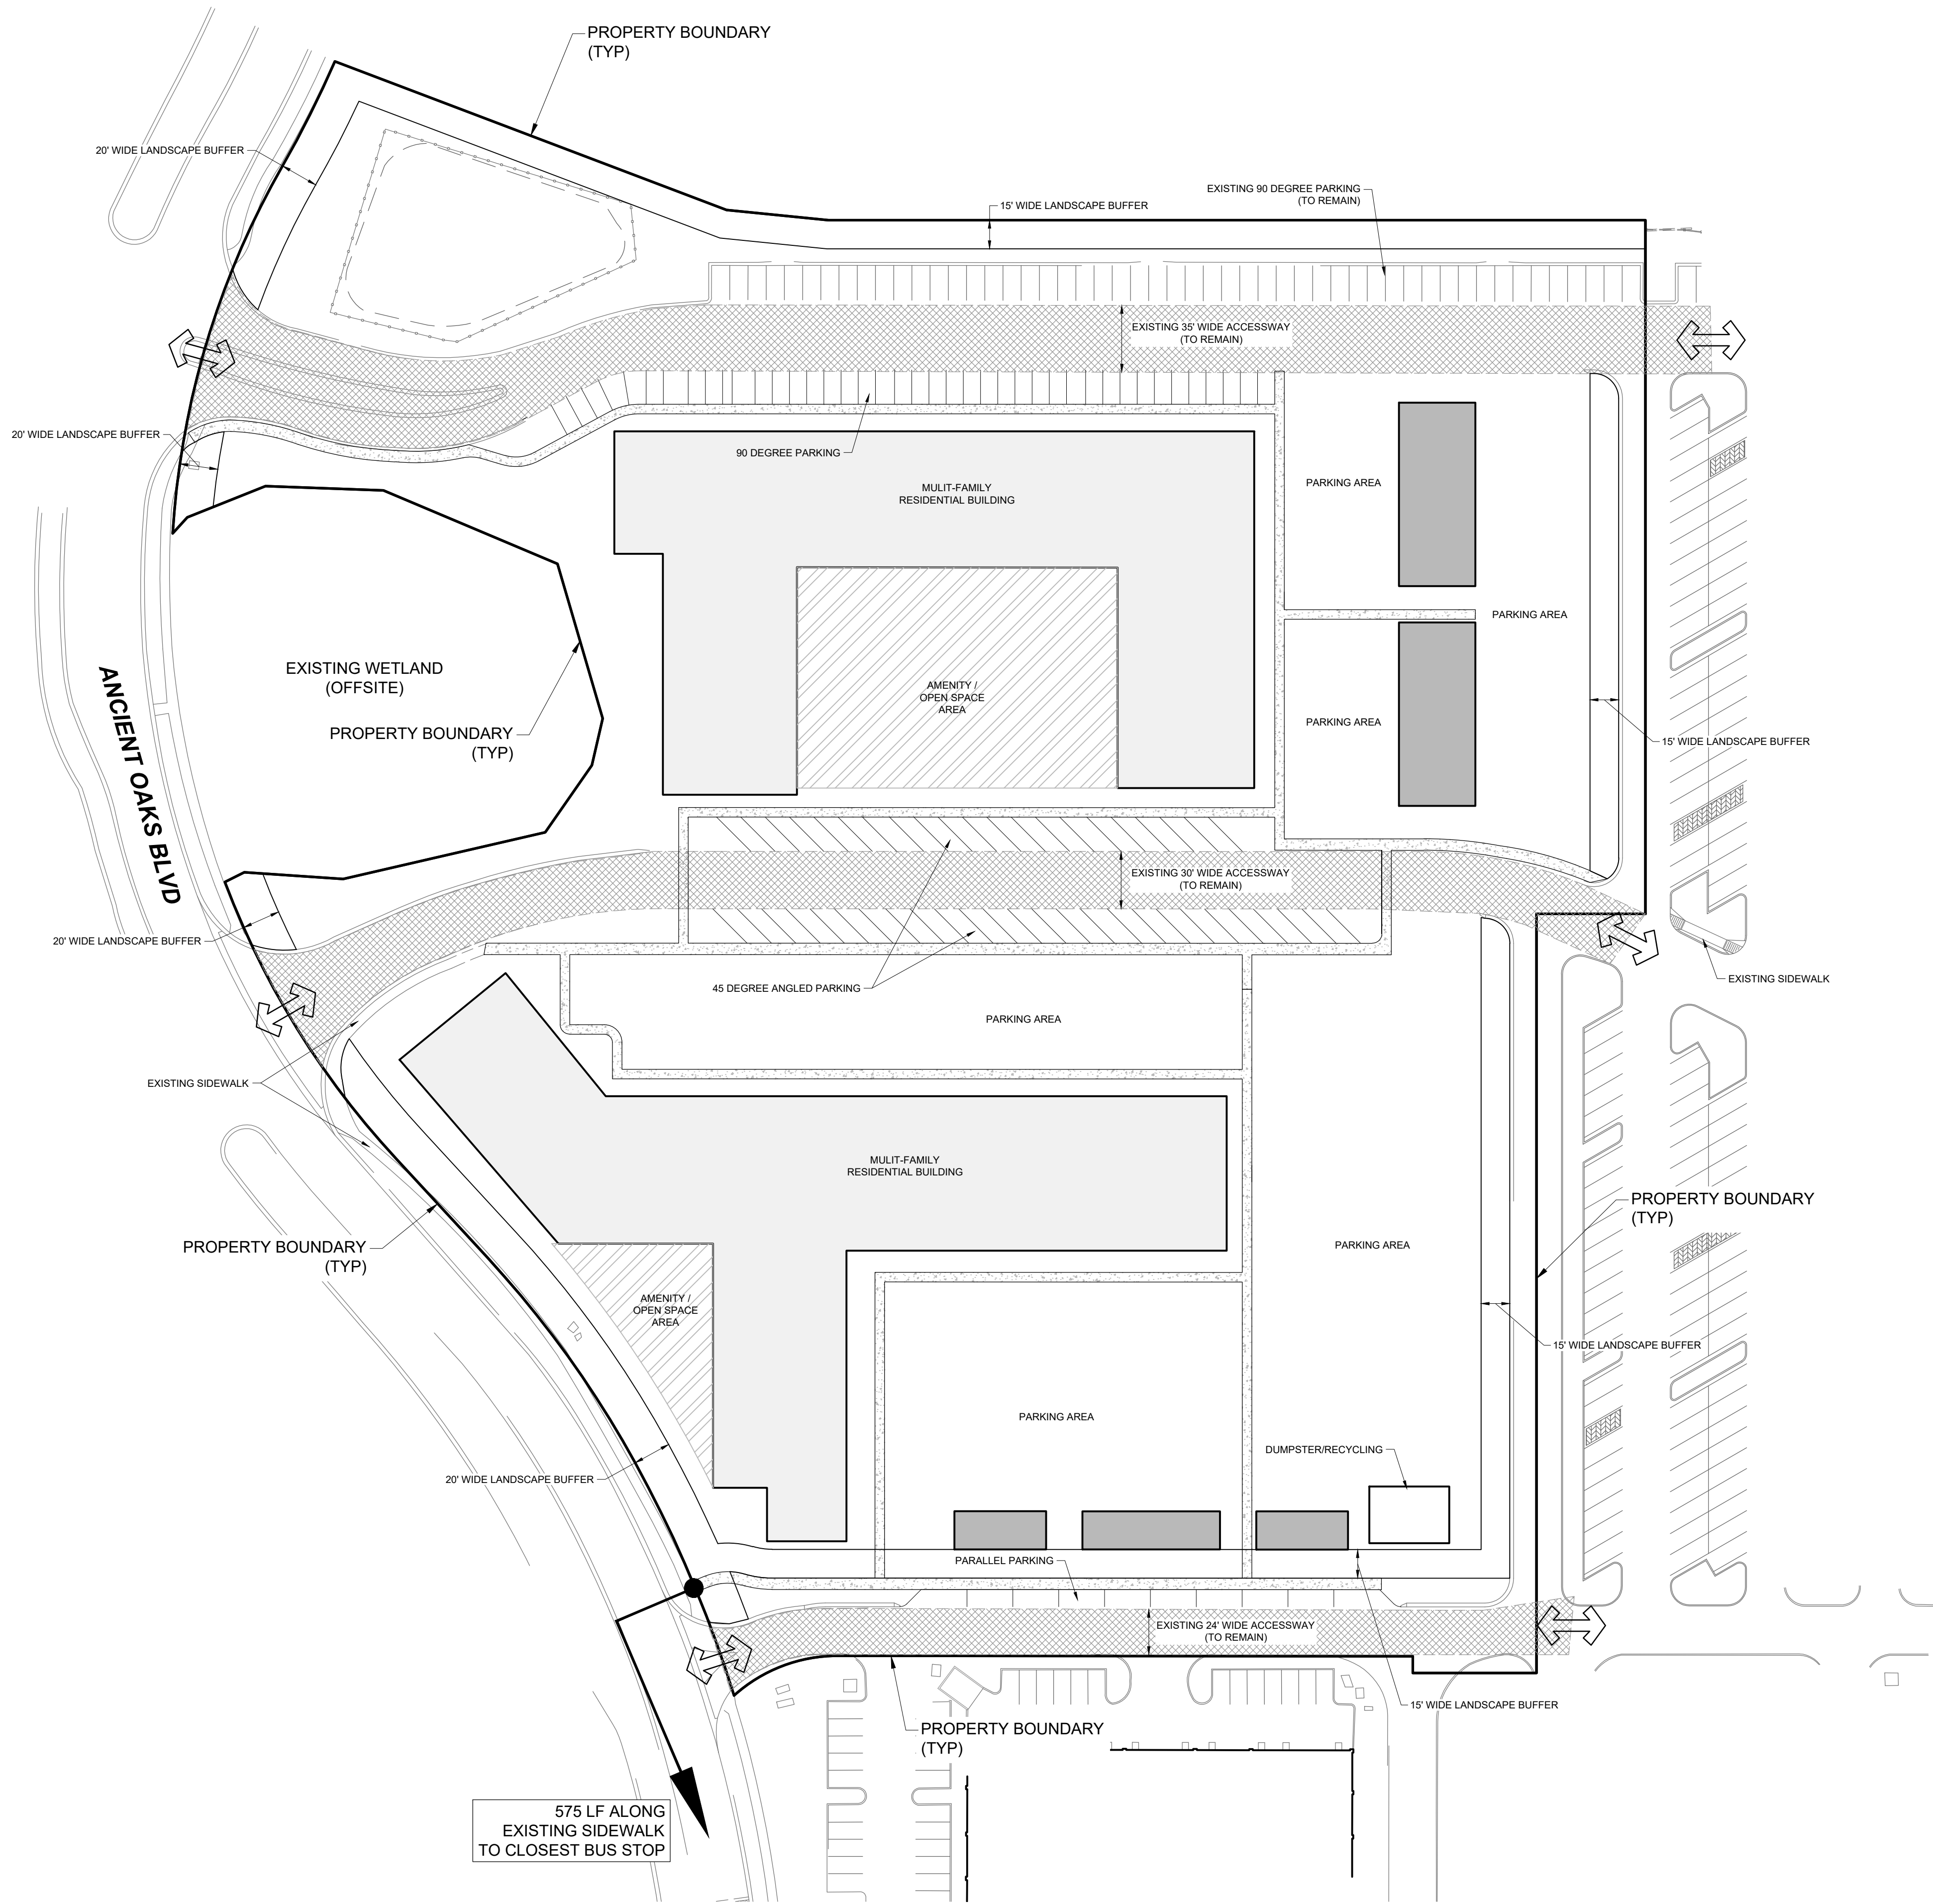 PROPERTY BOUNDARY
(TYP)
20' WIDE LANDSCAPE BUFFER
EXISTING 90 DEGREE PARKING
(TO REMAIN)
15' WIDE LANDSCAPE BUFFER
EXISTING 35' WIDE ACCESSWAY
(TO REMAIN)
20' WIDE LANDSCAPE BUFFER
90 DEGREE PARKING
MULIT-FAMILY
RESIDENTIAL BUILDING
PARKING AREA
PARKING AREA
EXISTING WETLAND
(OFFSITE)
AMENITY /
OPEN SPACE
AREA
PARKING AREA
PROPERTY BOUNDARY
(TYP)
15' WIDE LANDSCAPE BUFFER
ANCIENT OAKS BLVD
EXISTING 30' WIDE ACCESSWAY
(TO REMAIN)
20' WIDE LANDSCAPE BUFFER
EXISTING SIDEWALK
45 DEGREE ANGLED PARKING
PARKING AREA
EXISTING SIDEWALK
MULIT-FAMILY
RESIDENTIAL BUILDING
PROPERTY BOUNDARY
(TYP)
PROPERTY BOUNDARY
(TYP)
PARKING AREA
AMENITY /
OPEN SPACE
AREA
15' WIDE LANDSCAPE BUFFER
PARKING AREA
DUMPSTER/RECYCLING
20' WIDE LANDSCAPE BUFFER
PARALLEL PARKING
EXISTING 24' WIDE ACCESSWAY
(TO REMAIN)
15' WIDE LANDSCAPE BUFFER
PROPERTY BOUNDARY
(TYP)
575 LF ALONG
EXISTING SIDEWALK
TO CLOSEST BUS STOP